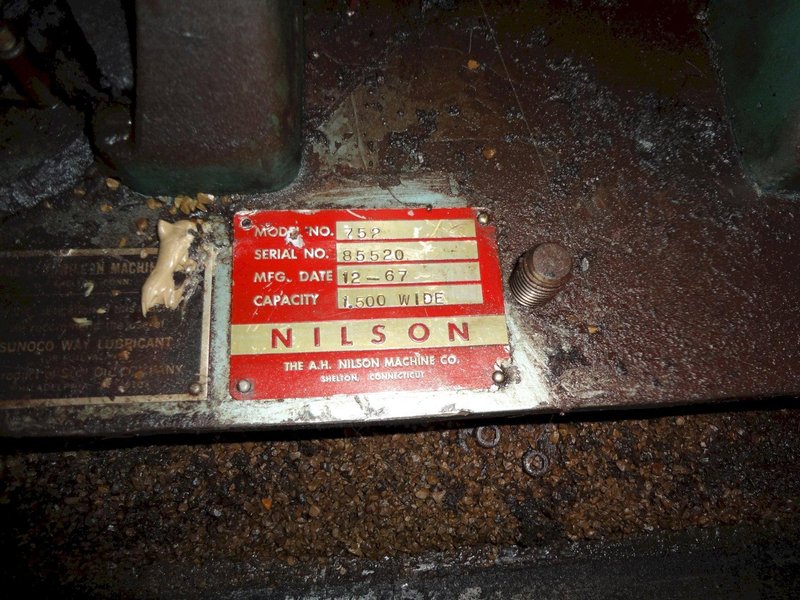 MODEL NO. 752
SERIAL NO. 85520
MFG. DATE 12-67
CAPACITY 1.500 WIDE
NILSON
THE A.H. NILSON MACHINE CO.
SHELTON, CONNECTICUT
MACHIN
SUNOCO WAY LUBRICANT